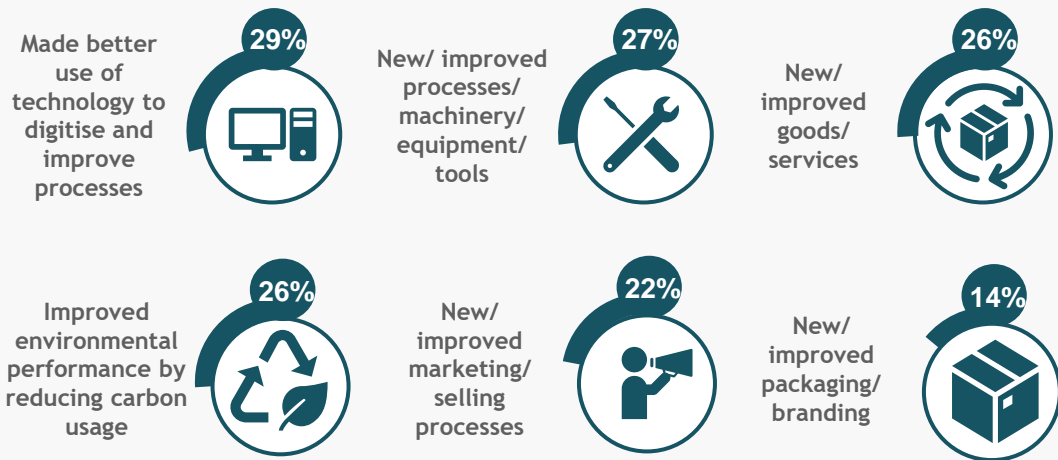 Made better
use of
technology to
digitise and
improve
processes
29%
New/ improved
processes/
machinery/
equipment/
tools
27%
New/
improved
goods/
services
26%
Improved
environmental
performance by
reducing carbon
usage
26%
New/
improved
marketing/
selling
processes
22%
New/
improved
packaging/
branding
14%